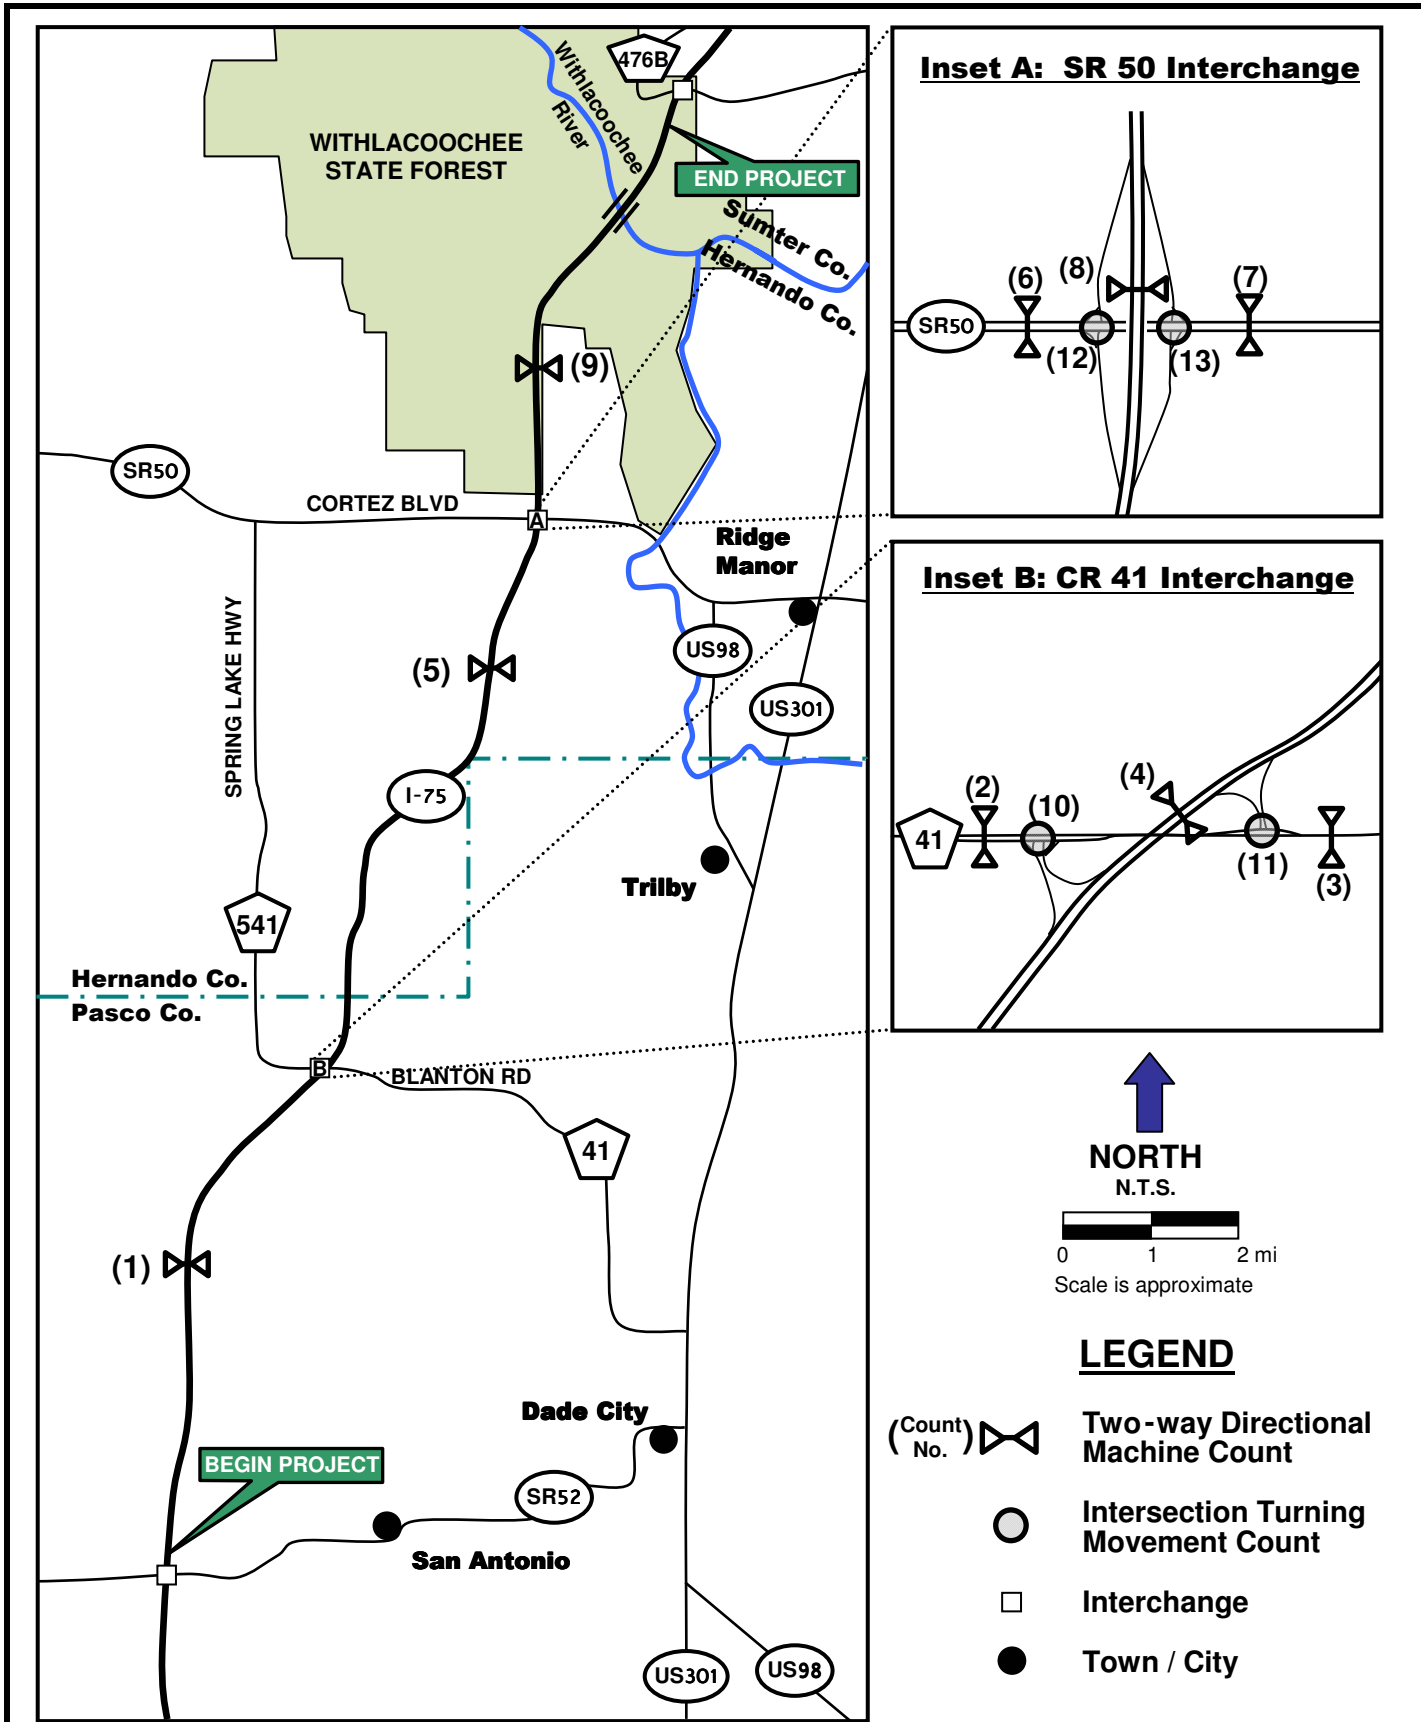 476B
Withlacoochee
River
WITHLACOOCHEE
STATE FOREST
END PROJECT
Sumter Co.
Hernando Co.
(9)
SR50
CORTEZ BLVD
A
Ridge
Manor
SPRING LAKE HWY
(5)
US98
US301
I-75
Trilby
541
Hernando Co.
Pasco Co.
B
BLANTON RD
41
(1)
Dade City
BEGIN PROJECT
SR52
San Antonio
US301
US98
Inset A: SR 50 Interchange
(6)
(8)
(7)
SR50
(12)
(13)
Inset B: CR 41 Interchange
(4)
(2)
(10)
41
(11)
(3)
NORTH
N.T.S.
0 1 2 mi
Scale is approximate
LEGEND
(Count
No.)
Two-way Directional
Machine Count
Intersection Turning
Movement Count
Interchange
Town / City